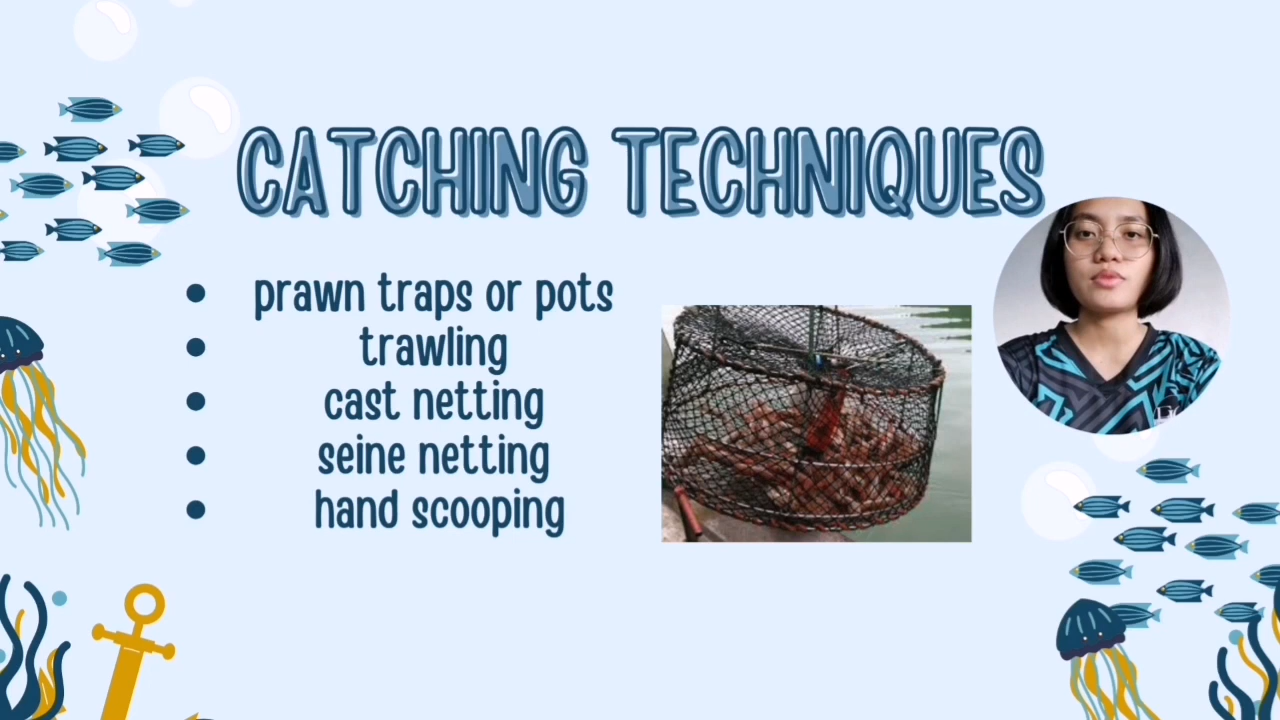 CATCHING TECHNIQUES
• prawn traps or pots
• trawling
• cast netting
• seine netting
• hand scooping